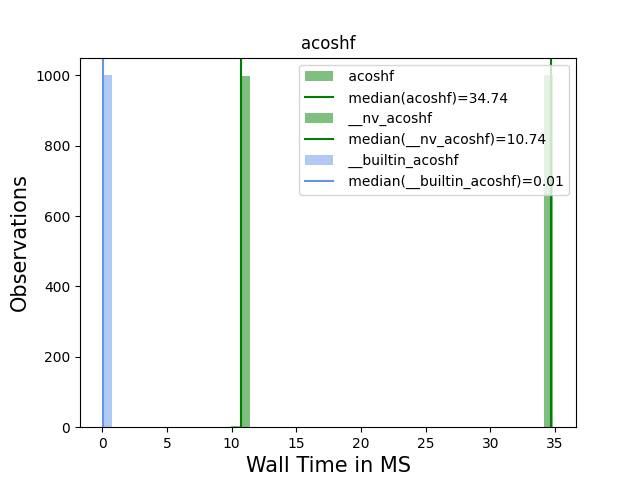 acoshf
1000
800
600
400
200
0
Observations
acoshf
median(acoshf)=34.74
__nv_acoshf
median(__nv_acoshf)=10.74
__builtin_acoshf
median(__builtin_acoshf)=0.01
0 5 10 15 20 25 30 35
Wall Time in MS